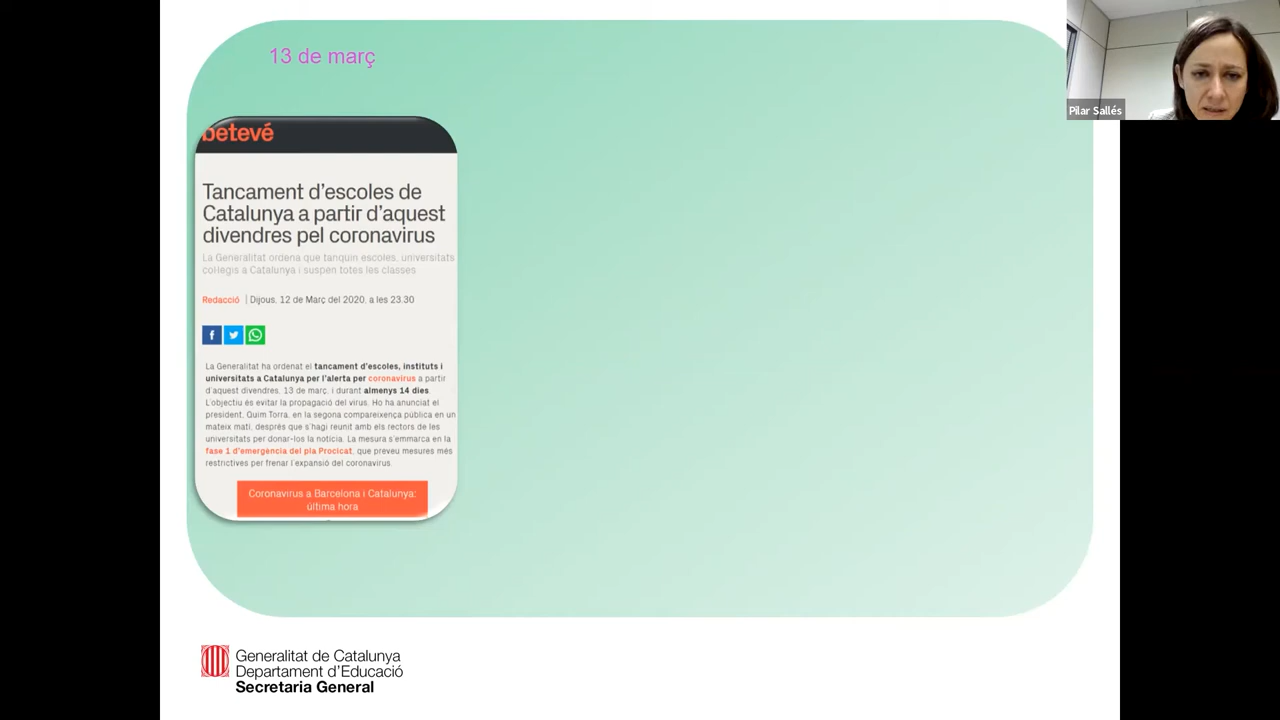 13 de març
Pilar Sallés
betevé
Tancament d'escoles de
Catalunya a partir d'aquest
divendres pel coronavirus
La Generalitat ordena que tanquin escoles, universitats
col·legis a Catalunya i suspèn totes les classes
Redacció | Dijous, 12 de Març del 2020, a les 23.30
La Generalitat ha ordenat el tancament d'escoles, instituts i
universitats a Catalunya per l'alerta per coronavirus a partir
d'aquest divendres, 13 de març, i durant almenys 14 dies.
L'objectiu és evitar la propagació del virus. Ho ha anunciat el
president, Quim Torra, en la segona compareixença pública en un
mateix matí, després que s'hagi reunit amb els rectors de les
universitats per donar-los la notícia. La mesura s'emmarca en la
fase 1 d'emergència del pla Procicat, que preveu mesures més
restrictives per frenar l'expansió del coronavirus.
Coronavirus a Barcelona i Catalunya:
última hora
Generalitat de Catalunya
Departament d'Educació
Secretaria General